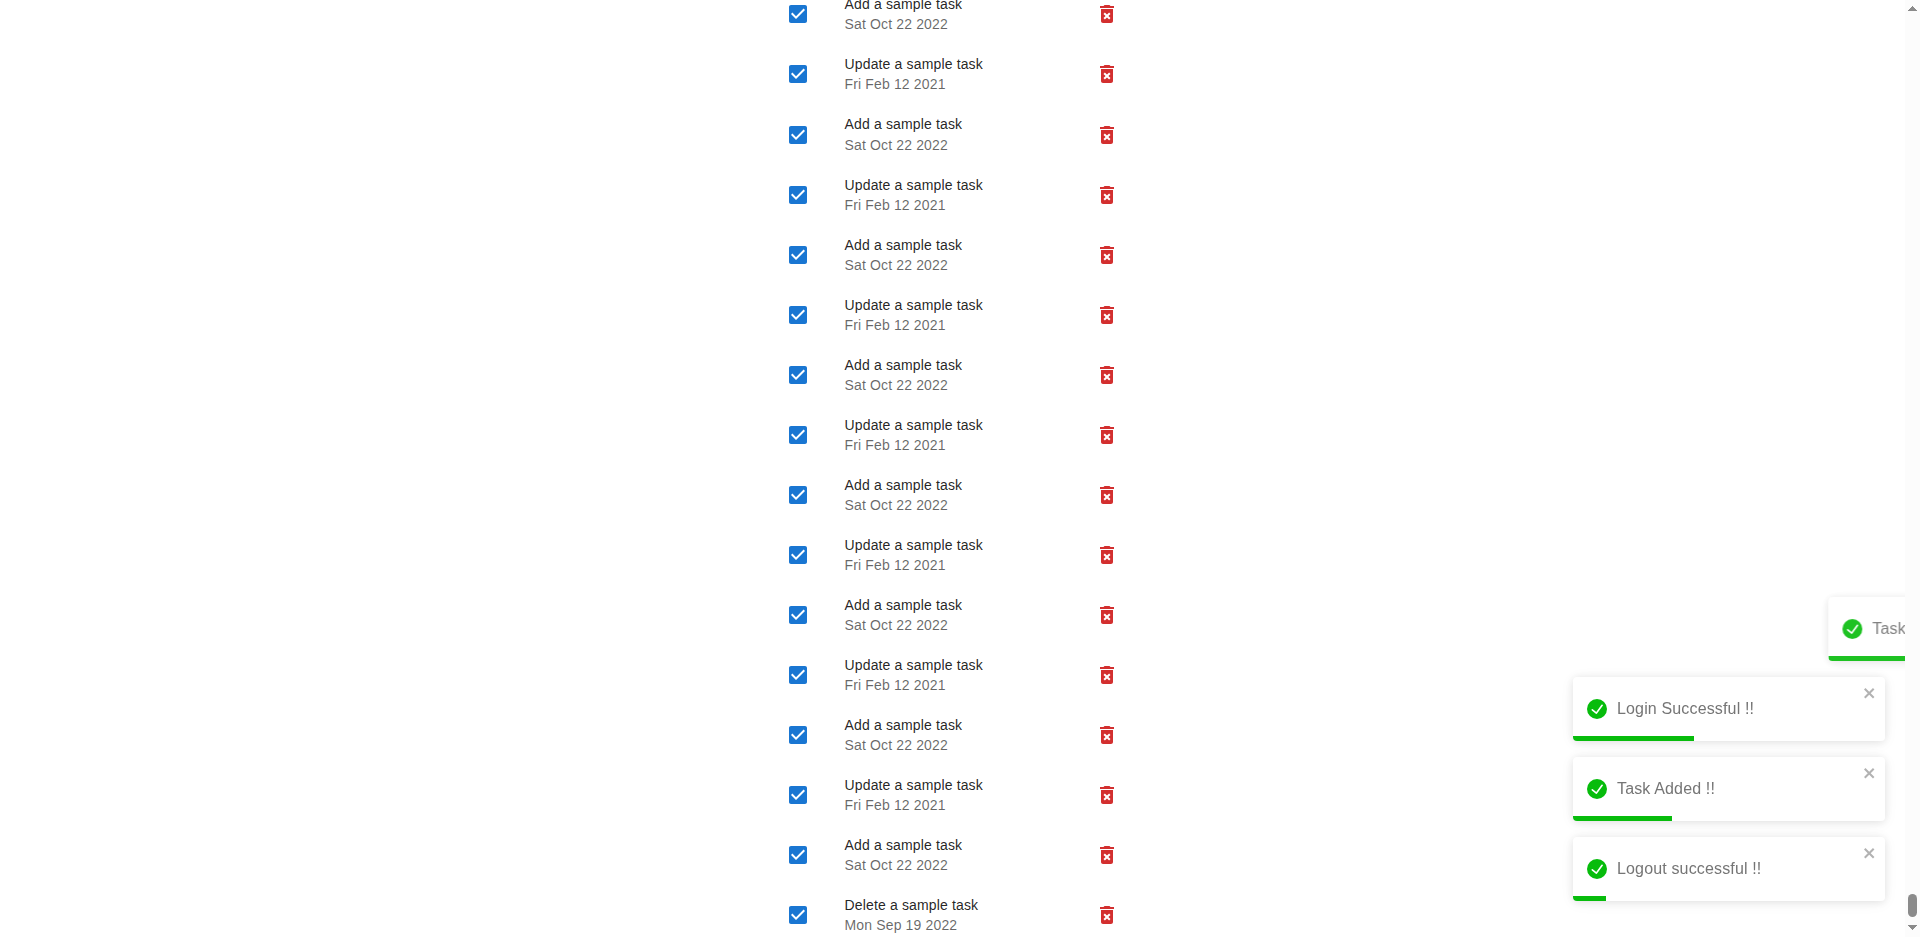 Add a sample task
Sat Oct 22 2022
Update a sample task
Fri Feb 12 2021
Add a sample task
Sat Oct 22 2022
Update a sample task
Fri Feb 12 2021
Add a sample task
Sat Oct 22 2022
Update a sample task
Fri Feb 12 2021
Add a sample task
Sat Oct 22 2022
Update a sample task
Fri Feb 12 2021
Add a sample task
Sat Oct 22 2022
Update a sample task
Fri Feb 12 2021
Add a sample task
Sat Oct 22 2022
Update a sample task
Fri Feb 12 2021
Add a sample task
Sat Oct 22 2022
Update a sample task
Fri Feb 12 2021
Add a sample task
Sat Oct 22 2022
Delete a sample task
Mon Sep 19 2022
Task
Login Successful !!
Task Added !!
Logout successful !!